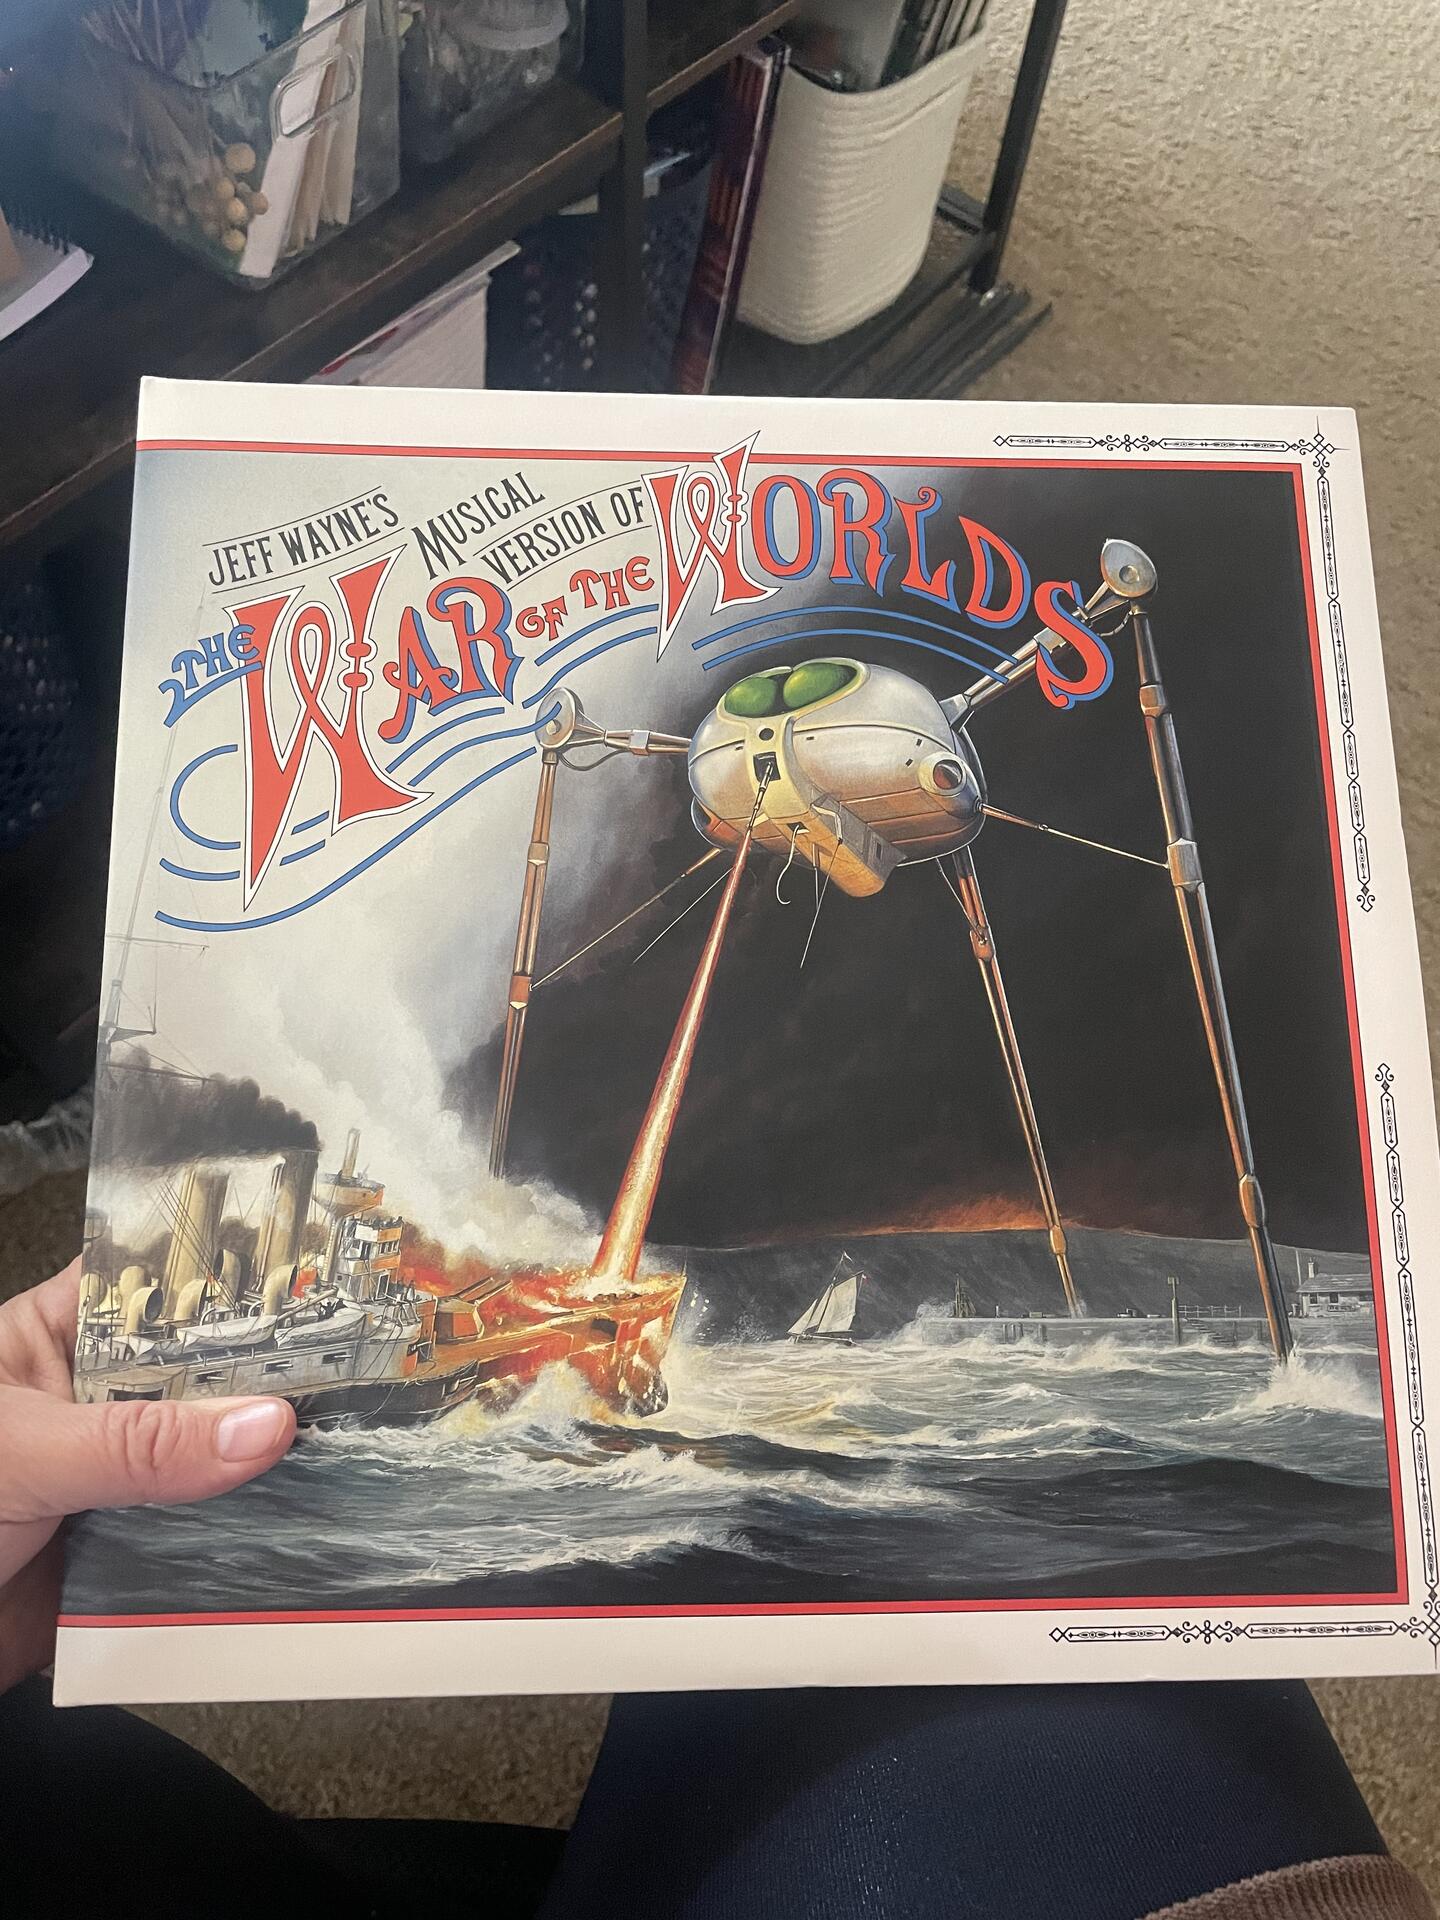 JEFF WAYNE'S
MUSICAL
VERSION OF
THE WAR OF THE WORLDS